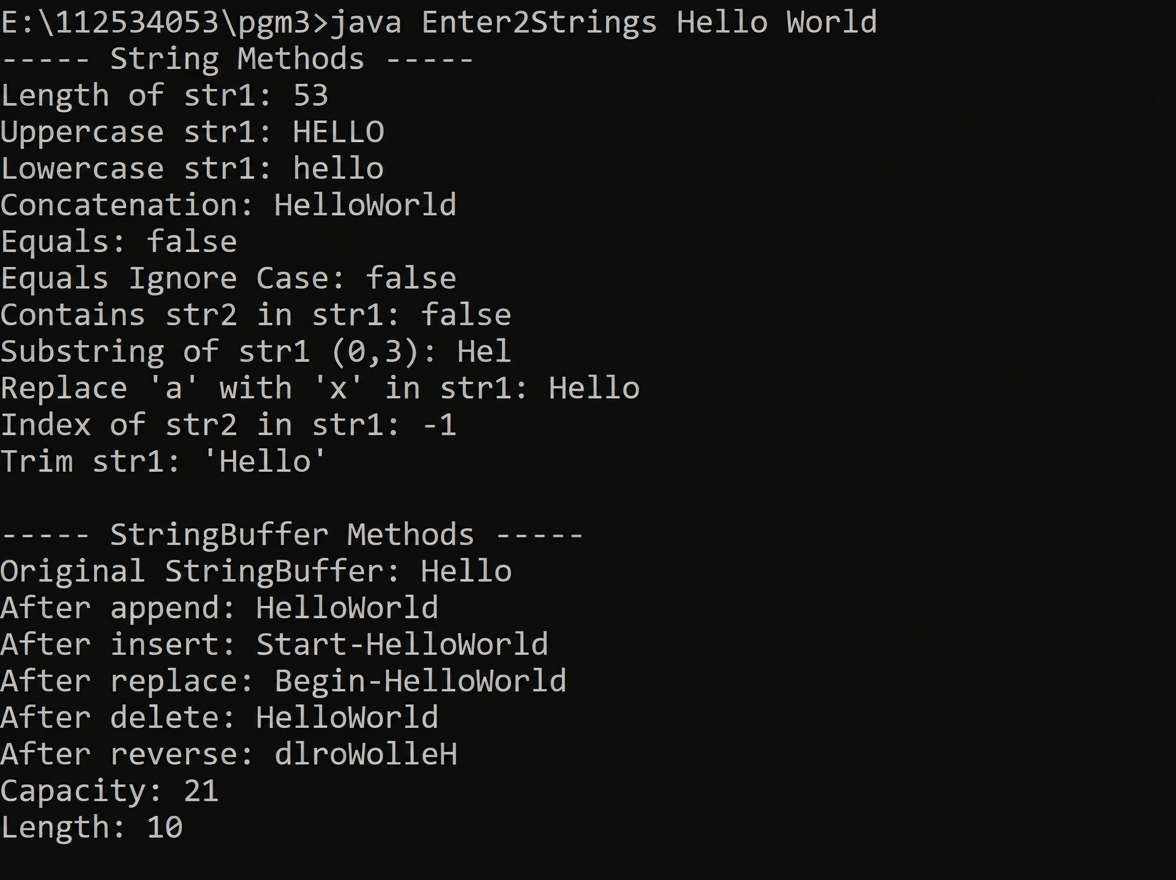 E:\112534053\pgm3>java Enter2Strings Hello World
----- String Methods -----
Length of str1: 53
Uppercase str1: HELLO
Lowercase str1: hello
Concatenation: HelloWorld
Equals: false
Equals Ignore Case: false
Contains str2 in str1: false
Substring of str1 (0,3): Hel
Replace 'a' with 'x' in str1: Hello
Index of str2 in str1: -1
Trim str1: 'Hello'

----- StringBuffer Methods -----
Original StringBuffer: Hello
After append: HelloWorld
After insert: Start-HelloWorld
After replace: Begin-HelloWorld
After delete: HelloWorld
After reverse: dlroWolleH
Capacity: 21
Length: 10